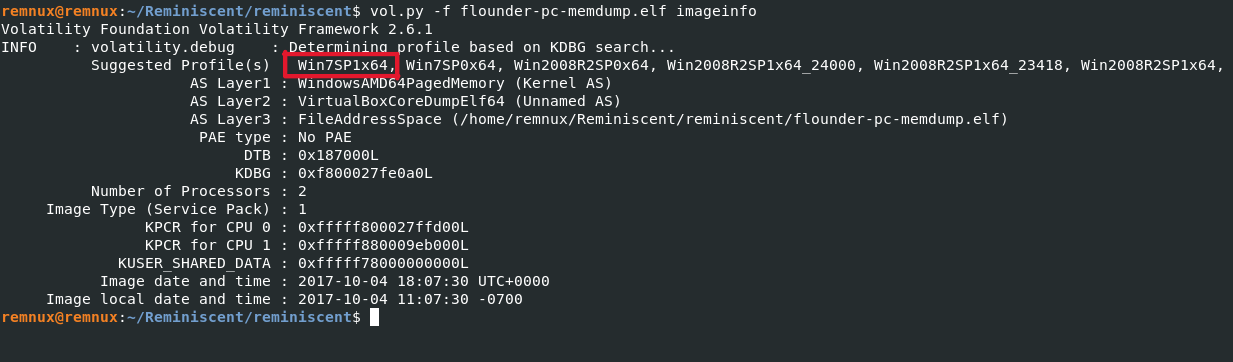 remnux@remnux:~/Reminiscent/reminiscent$ vol.py -f flounder-pc-memdump.elf imageinfo
Volatility Foundation Volatility Framework 2.6.1
INFO    : volatility.debug    : Determining profile based on KDBG search...
Suggested Profile(s) : Win7SP1x64, Win7SP0x64, Win2008R2SP0x64, Win2008R2SP1x64_24000, Win2008R2SP1x64_23418, Win2008R2SP1x64,
AS Layer1 : WindowsAMD64PagedMemory (Kernel AS)
AS Layer2 : VirtualBoxCoreDumpElf64 (Unnamed AS)
AS Layer3 : FileAddressSpace (/home/remnux/Reminiscent/reminiscent/flounder-pc-memdump.elf)
PAE type : No PAE
DTB : 0x187000L
KDBG : 0xf800027fe0a0L
Number of Processors : 2
Image Type (Service Pack) : 1
KPCR for CPU 0 : 0xfffff800027ffd00L
KPCR for CPU 1 : 0xfffff880009eb000L
KUSER_SHARED_DATA : 0xfffff78000000000L
Image date and time : 2017-10-04 18:07:30 UTC+0000
Image local date and time : 2017-10-04 11:07:30 -0700
remnux@remnux:~/Reminiscent/reminiscent$